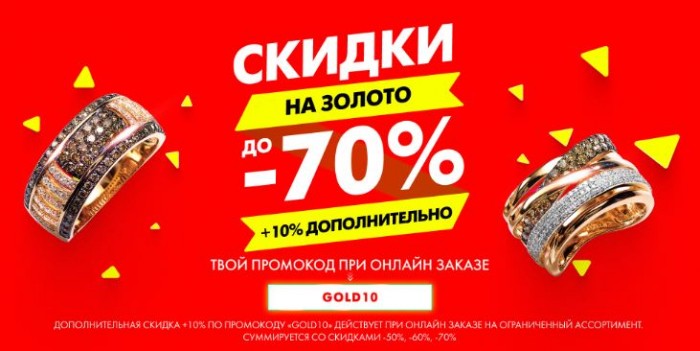 СКИДКИ
НА ЗОЛОТО
ДО
-70%
+10% ДОПОЛНИТЕЛЬНО
ТВОЙ ПРОМОКОД ПРИ ОНЛАЙН ЗАКАЗЕ
GOLD10
ДОПОЛНИТЕЛЬНАЯ СКИДКА +10% ПО ПРОМОКОДУ «GOLD10» ДЕЙСТВУЕТ ПРИ ОНЛАЙН ЗАКАЗЕ НА ОГРАНИЧЕННЫЙ АССОРТИМЕНТ.
СУММИРУЕТСЯ СО СКИДКАМИ -50%, -60%, -70%